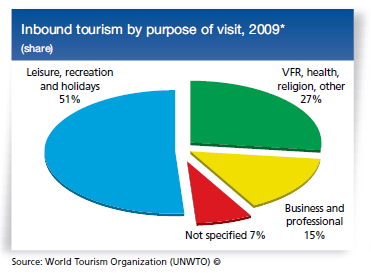 Inbound tourism by purpose of visit, 2009*
(share)
Leisure, recreation
and holidays
51%
VFR, health,
religion, other
27%
Business and
professional
15%
Not specified 7%
Source: World Tourism Organization (UNWTO) ©